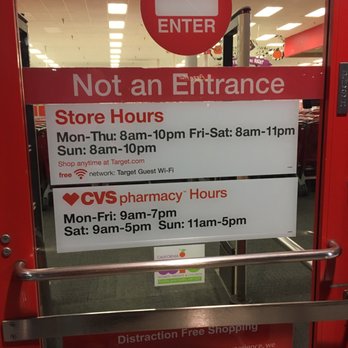 ENTER
Not an Entrance
Store Hours
Mon-Thu: 8am-10pm Fri-Sat: 8am-11pm
Sun: 8am-10pm
Shop anytime at Target.com
free network: Target Guest Wi-Fi
CVS pharmacy Hours
Mon-Fri: 9am-7pm
Sat: 9am-5pm Sun: 11am-5pm
CALIFORNIA
Distraction Free Shopping